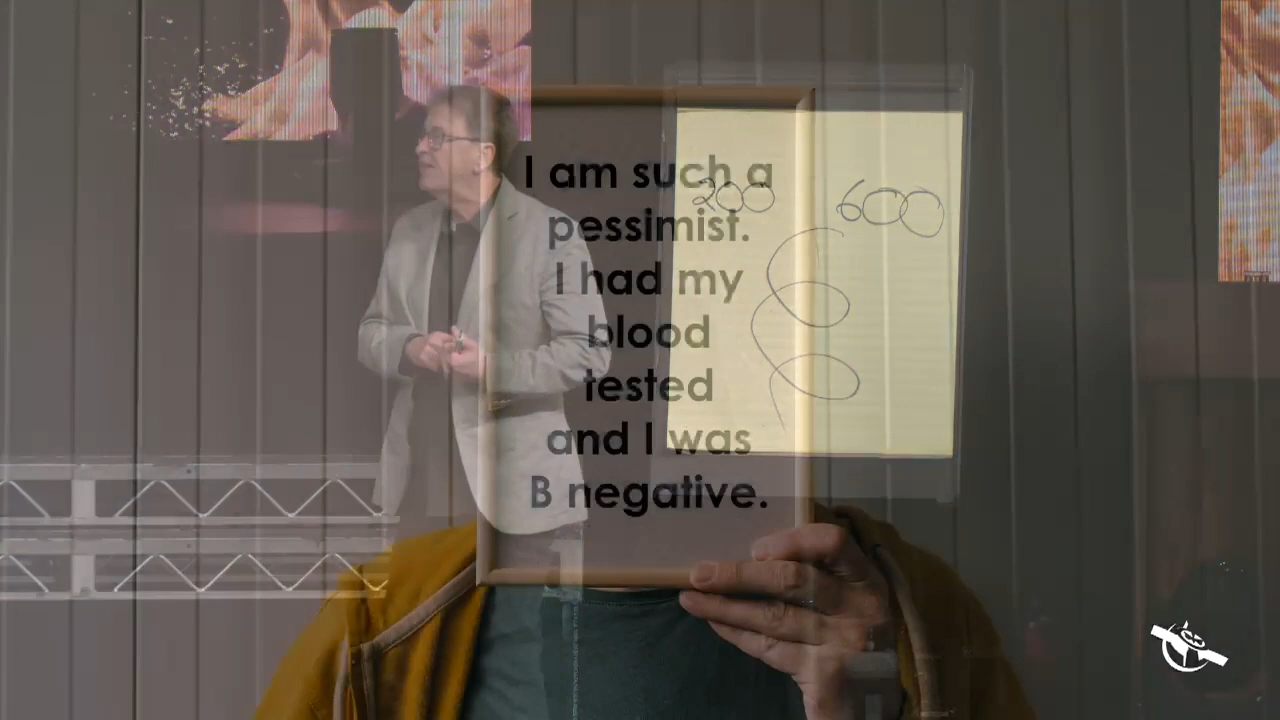 I am such a
200 600
pessimist.
I had my
blood
tested
and I was
B negative.